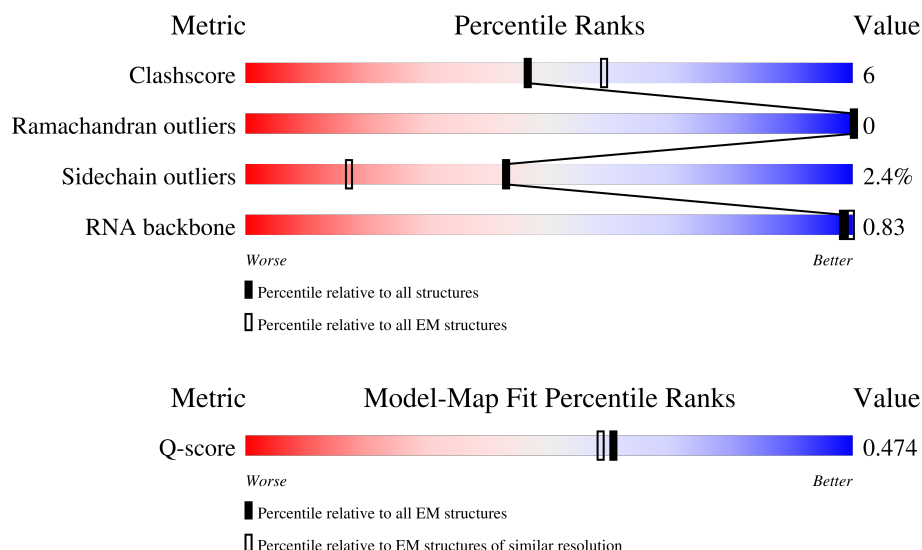 Metric Percentile Ranks Value
Clashscore 6
Ramachandran outliers 0
Sidechain outliers 2.4%
RNA backbone 0.83
Worse Better
Percentile relative to all structures
Percentile relative to all EM structures
Metric Model-Map Fit Percentile Ranks Value
Q-score 0.474
Worse Better
Percentile relative to all EM structures
Percentile relative to EM structures of similar resolution